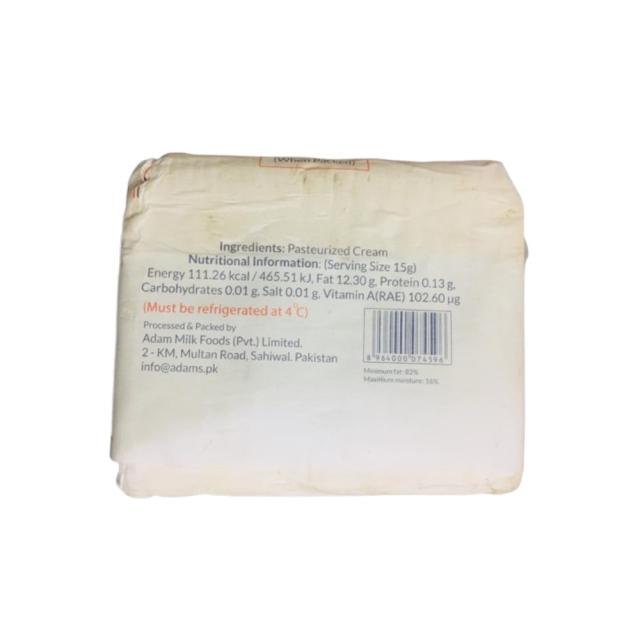 (When Packed)
Ingredients: Pasteurized Cream
Nutritional Information: (Serving Size 15g)
Energy 111.26 kcal / 465.51 kJ, Fat 12.30 g, Protein 0.13 g,
Carbohydrates 0.01 g, Salt 0.01 g, Vitamin A(RAE) 102.60 µg
(Must be refrigerated at 4°C)
Processed & Packed by
Adam Milk Foods (Pvt.) Limited.
2 - KM, Multan Road, Sahiwal. Pakistan
info@adams.pk
8 964000 074596
Minimum fat: 82%
Maximum moisture: 16%